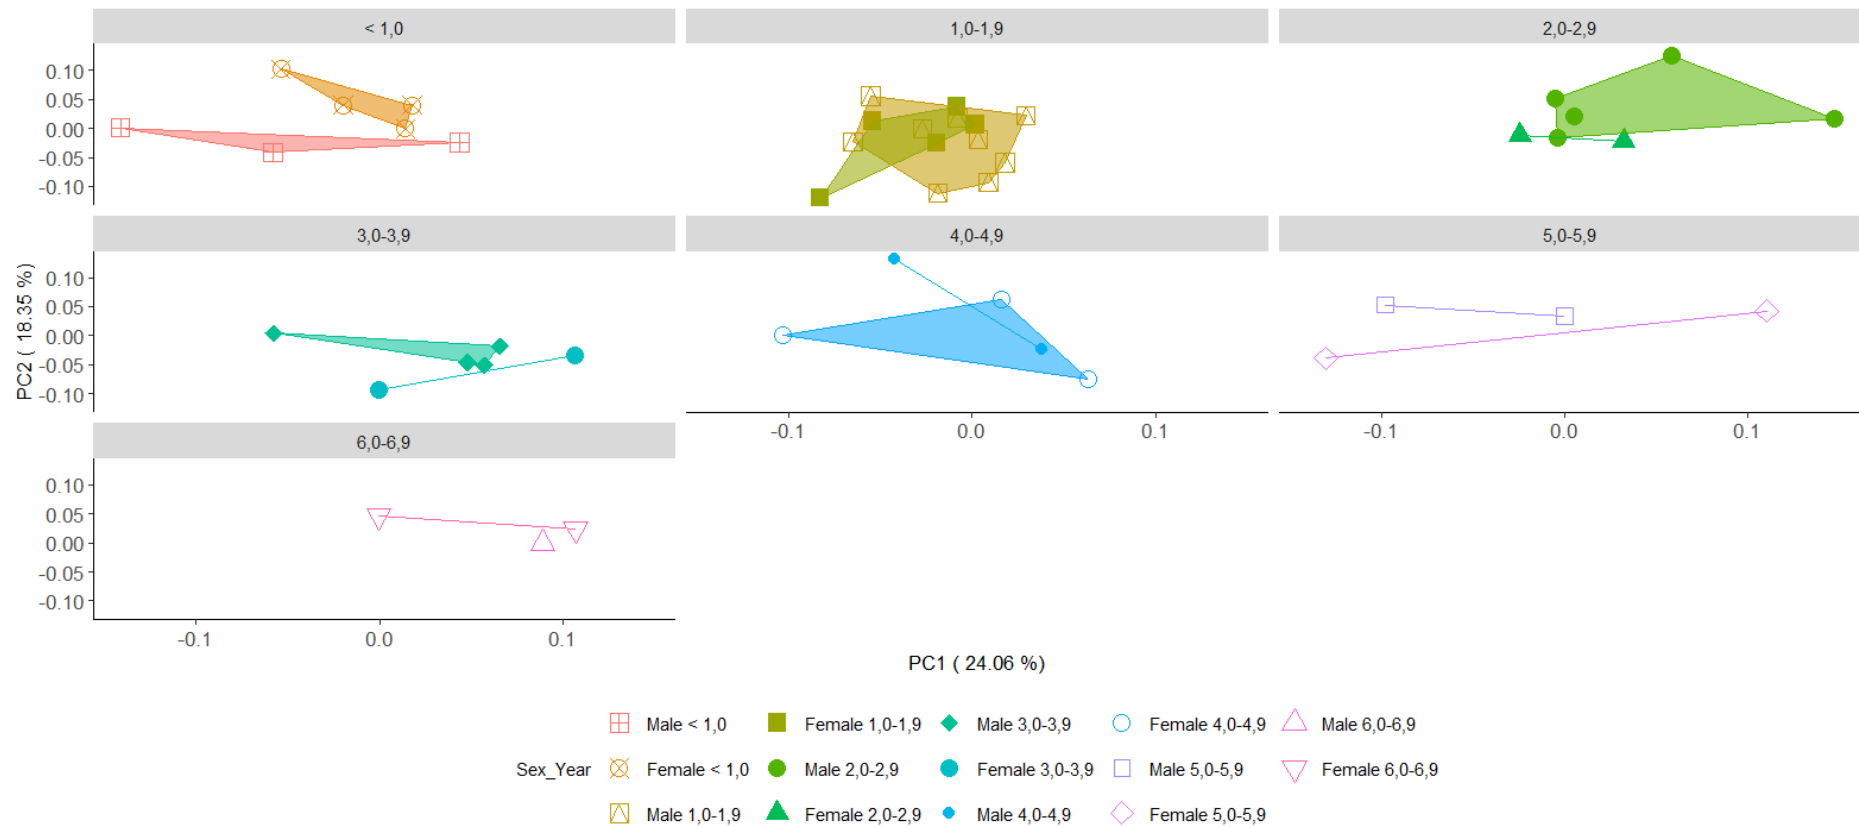 < 1,0
1,0-1,9
2,0-2,9
0.10
0.05
0.00
-0.05
-0.10
3,0-3,9
4,0-4,9
5,0-5,9
0.10
0.05
0.00
-0.05
-0.10
-0.1 0.0 0.1
-0.1 0.0 0.1
6,0-6,9
0.10
0.05
0.00
-0.05
-0.10
-0.1 0.0 0.1
PC2 ( 18.35 %)
PC1 ( 24.06 %)
Male < 1,0 Female 1,0-1,9 Male 3,0-3,9 Female 4,0-4,9 Male 6,0-6,9
Sex_Year Female < 1,0 Male 2,0-2,9 Female 3,0-3,9 Male 5,0-5,9 Female 6,0-6,9
Male 1,0-1,9 Female 2,0-2,9 Male 4,0-4,9 Female 5,0-5,9